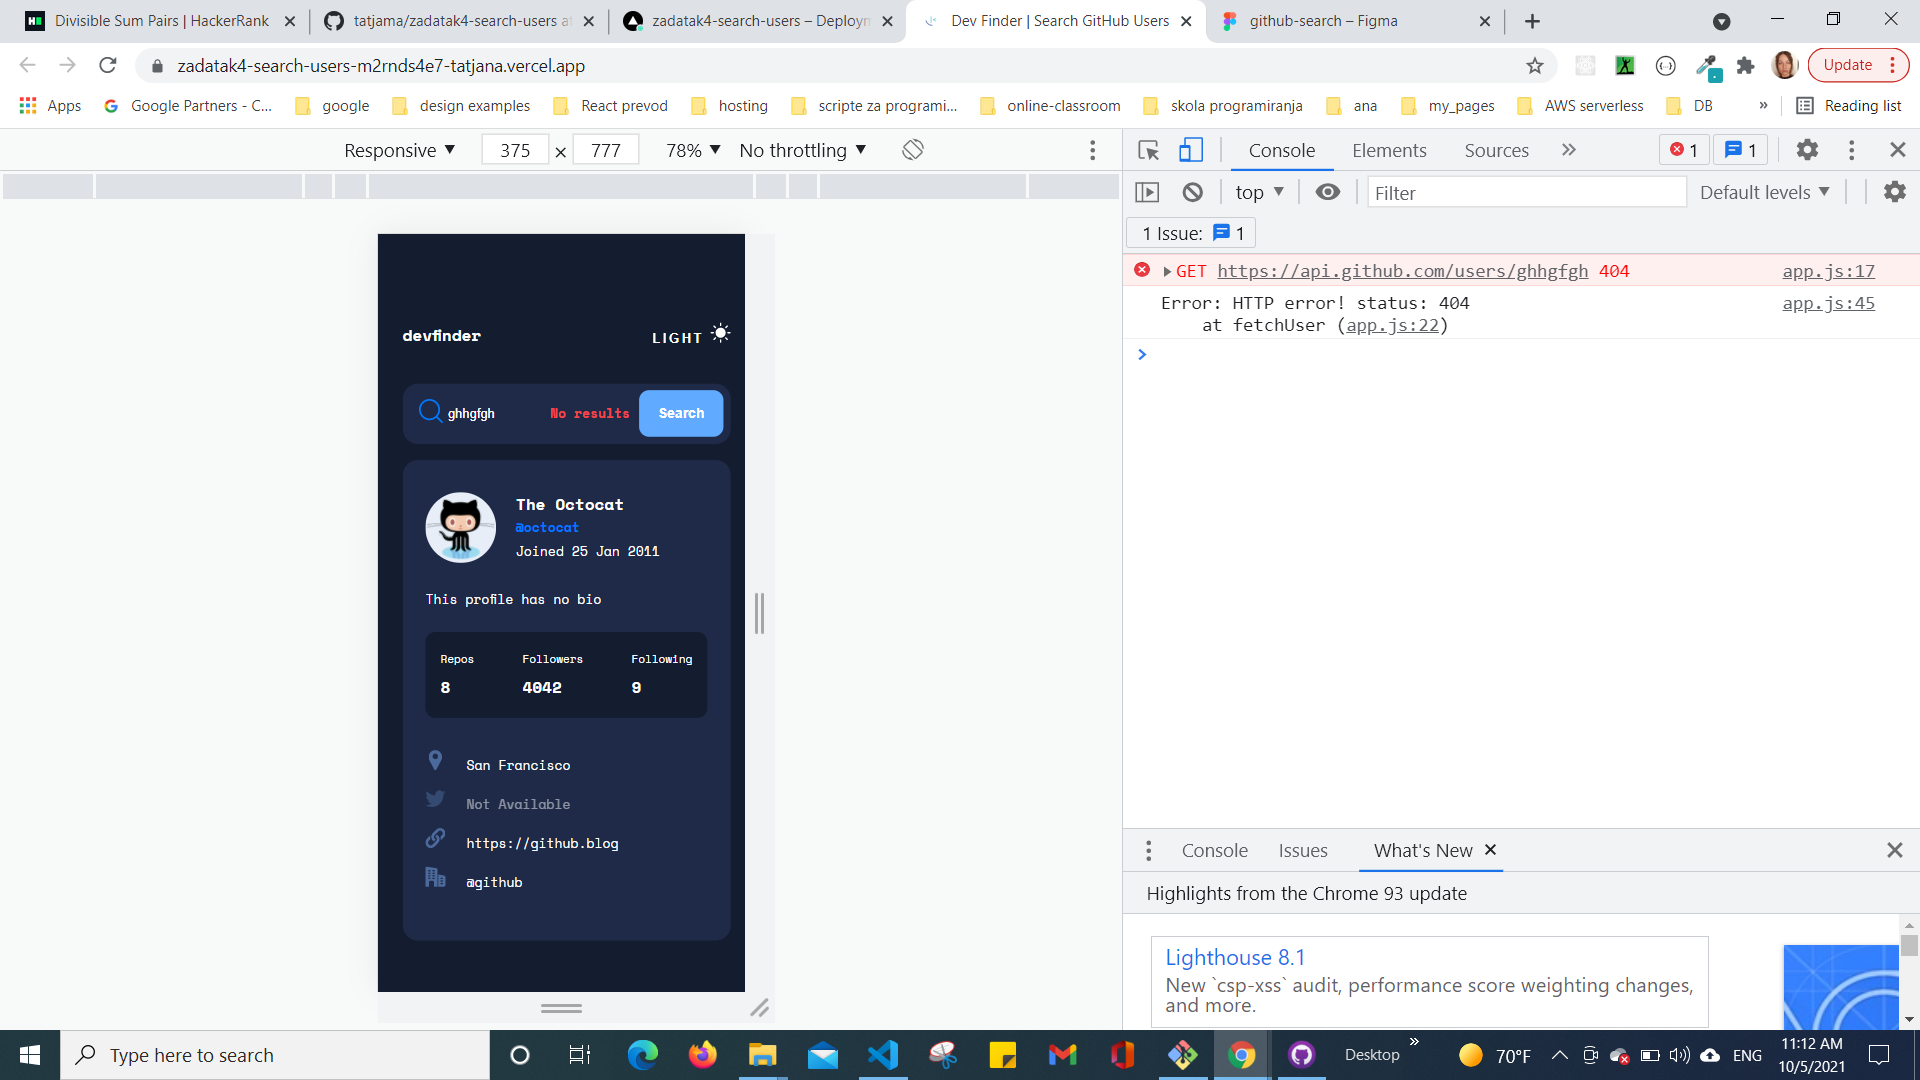 Divisible Sum Pairs | HackerRank
tatjama/zadatak4-search-users a
zadatak4-search-users – Deployn
Dev Finder | Search GitHub Users
github-search – Figma
zadatak4-search-users-m2rnds4e7-tatjana.vercel.app
Update
Apps
Google Partners - C...
google
design examples
React prevod
hosting
scripte za programi...
online-classroom
skola programiranja
ana
my_pages
AWS serverless
DB
»
Reading list
Responsive
375 × 777
78%
No throttling
Console
Elements
Sources
»
1
1
top
Filter
Default levels
1 Issue: 1
GET https://api.github.com/users/ghhgfgh 404
app.js:17
Error: HTTP error! status: 404
app.js:45
at fetchUser (app.js:22)
devfinder
LIGHT
ghhgfgh
No results
Search
The Octocat
@octocat
Joined 25 Jan 2011
This profile has no bio
Repos
Followers
Following
8
4042
9
San Francisco
Not Available
https://github.blog
@github
Console
Issues
What's New
Highlights from the Chrome 93 update
Lighthouse 8.1
New `csp-xss` audit, performance score weighting changes,
and more.
Type here to search
Desktop
»
70°F
ENG
11:12 AM
10/5/2021